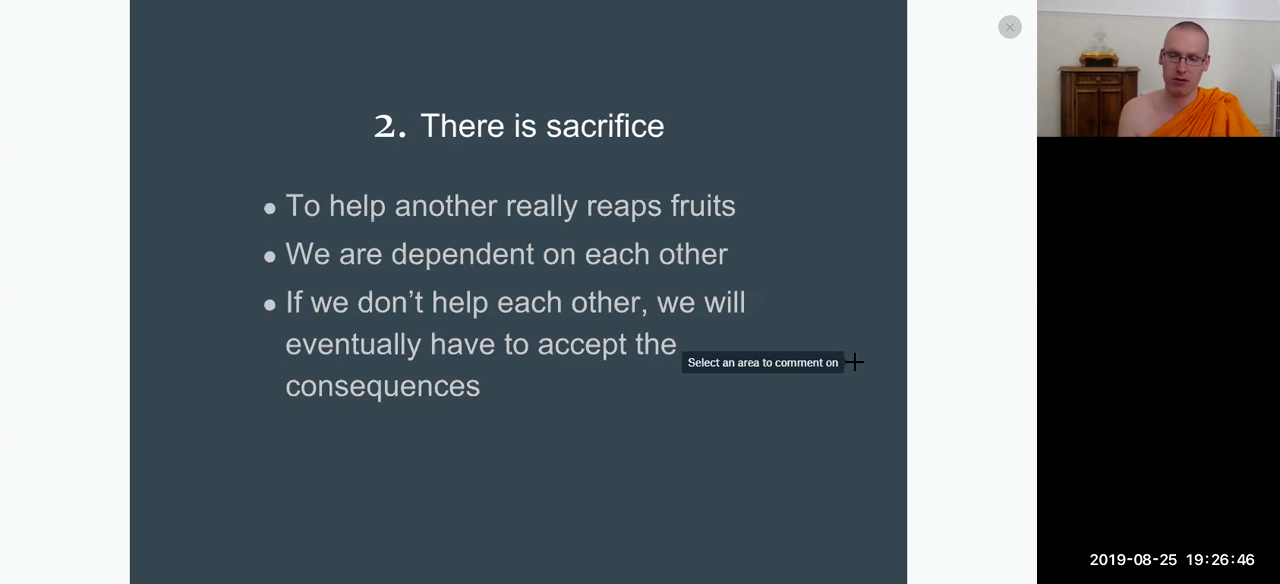 2. There is sacrifice
● To help another really reaps fruits
● We are dependent on each other
● If we don’t help each other, we will
eventually have to accept the
consequences
Select an area to comment on
2019-08-25 19:26:46